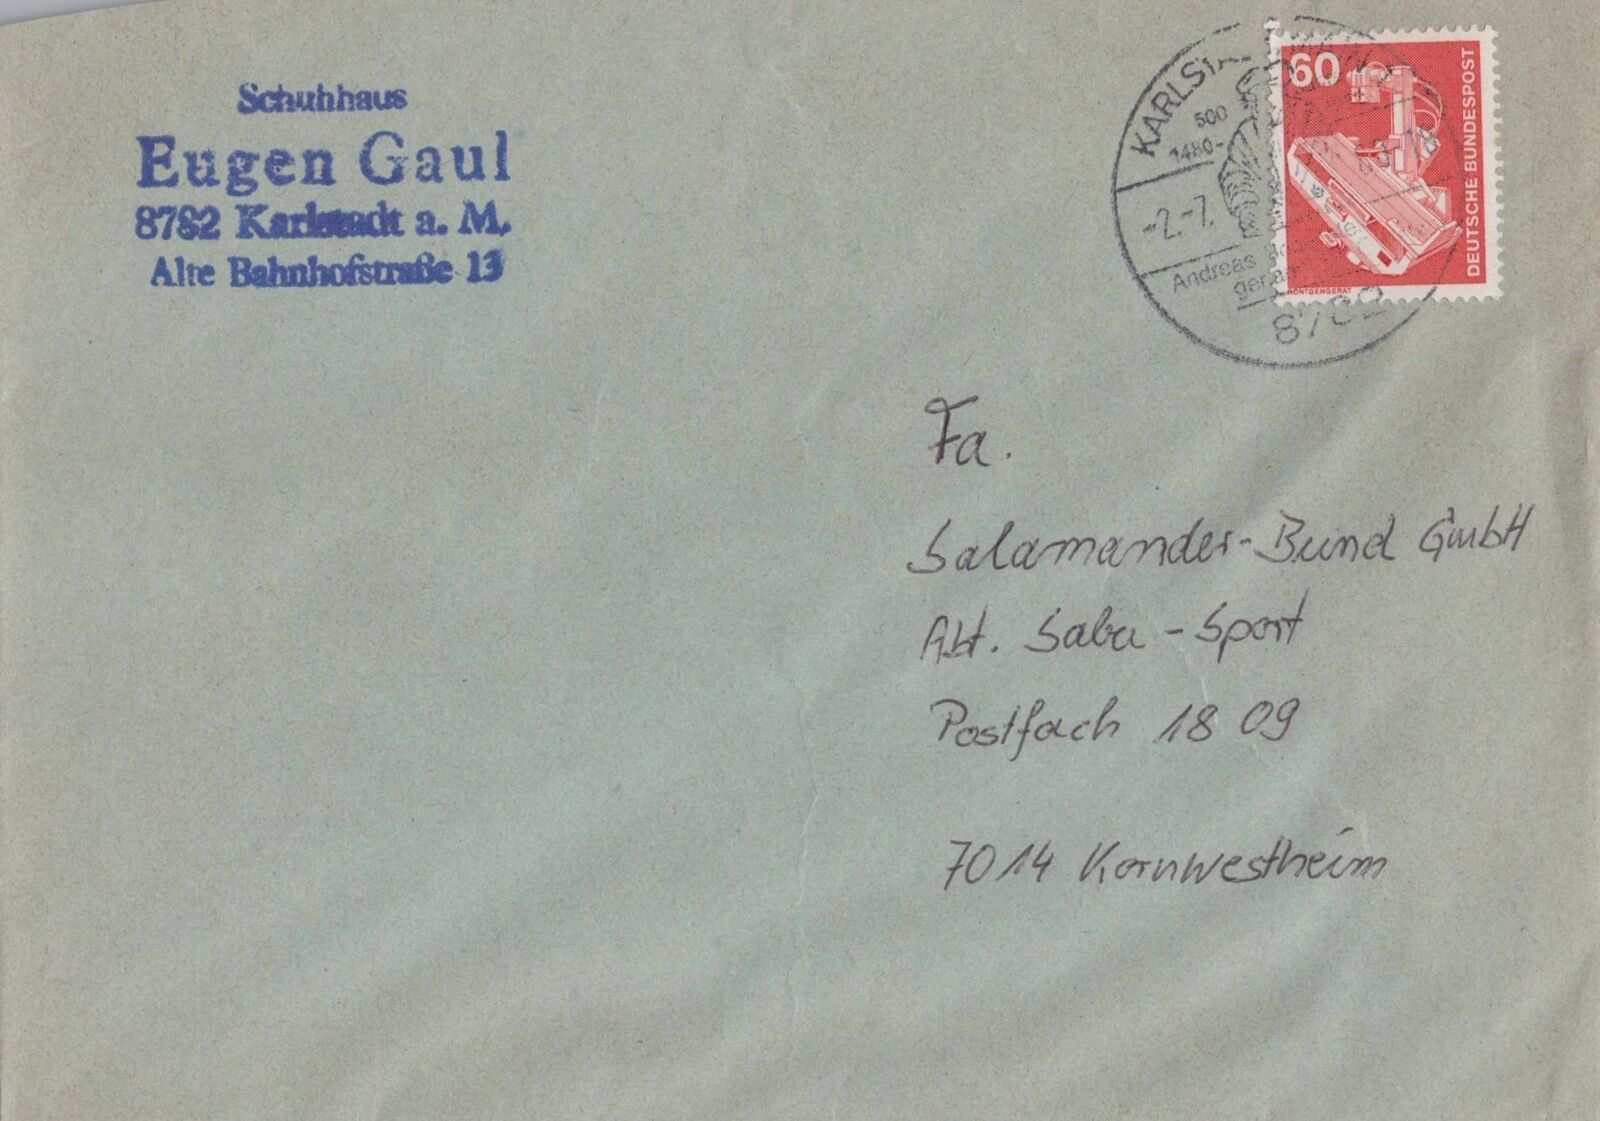 Schuhhaus
Eugen Gaul
8782 Karlstadt a. M.
Alte Bahnhofstraße 13
500
1480-
-2.-7.
Andreas
8782
60
DEUTSCHE BUNDESPOST
RÖNTGENGERÄT
Fa.
Salamander-Bund GmbH
Abt. Saba-Sport
Postfach 18 09
7014 Kornwestheim